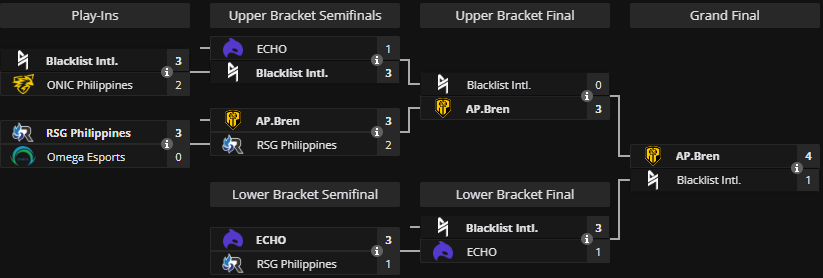 Play-Ins
Upper Bracket Semifinals
Upper Bracket Final
Grand Final
Blacklist Intl. 3
ONIC Philippines 2
RSG Philippines 3
Omega Esports 0
ECHO 1
Blacklist Intl. 3
AP.Bren 3
RSG Philippines 2
Blacklist Intl. 0
AP.Bren 3
AP.Bren 4
Blacklist Intl. 1
Lower Bracket Semifinal
Lower Bracket Final
ECHO 3
RSG Philippines 1
Blacklist Intl. 3
ECHO 1